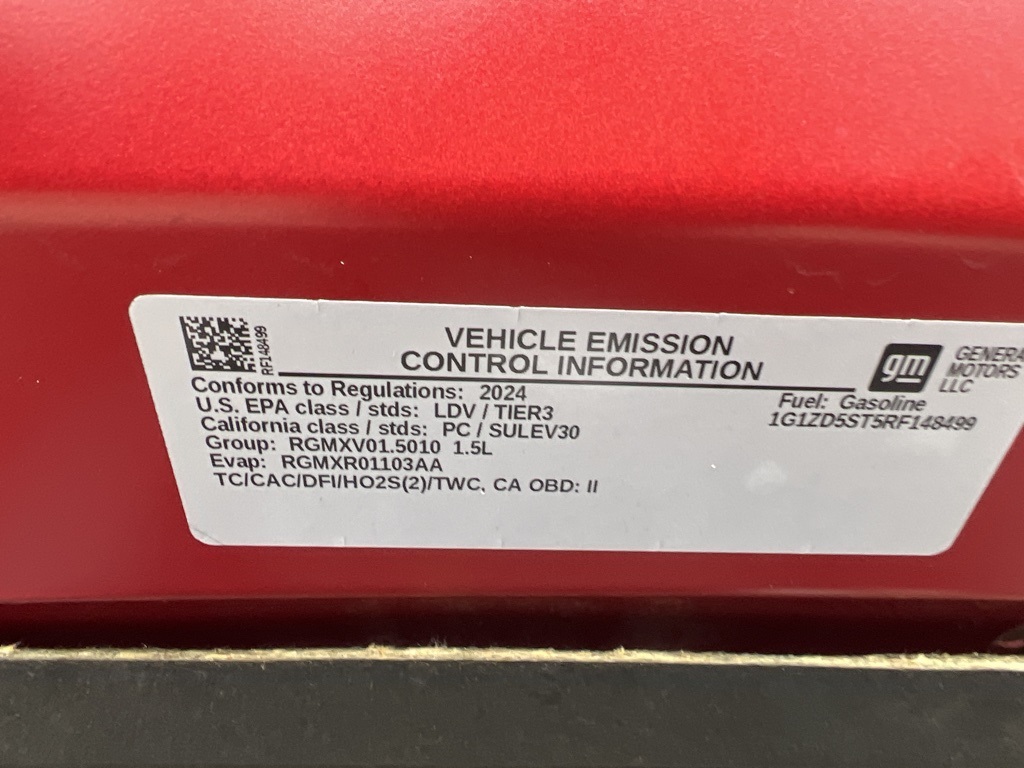 RF148499
VEHICLE EMISSION
CONTROL INFORMATION
gm
GENERA
MOTORS
LLC
Conforms to Regulations: 2024
U.S. EPA class / stds: LDV / TIER3
California class / stds: PC / SULEV30
Group: RGMXV01.5010 1.5L
Evap: RGMXR01103AA
TC/CAC/DFI/HO2S(2)/TWC, CA OBD: II
Fuel: Gasoline
1G1ZD5ST5RF148499